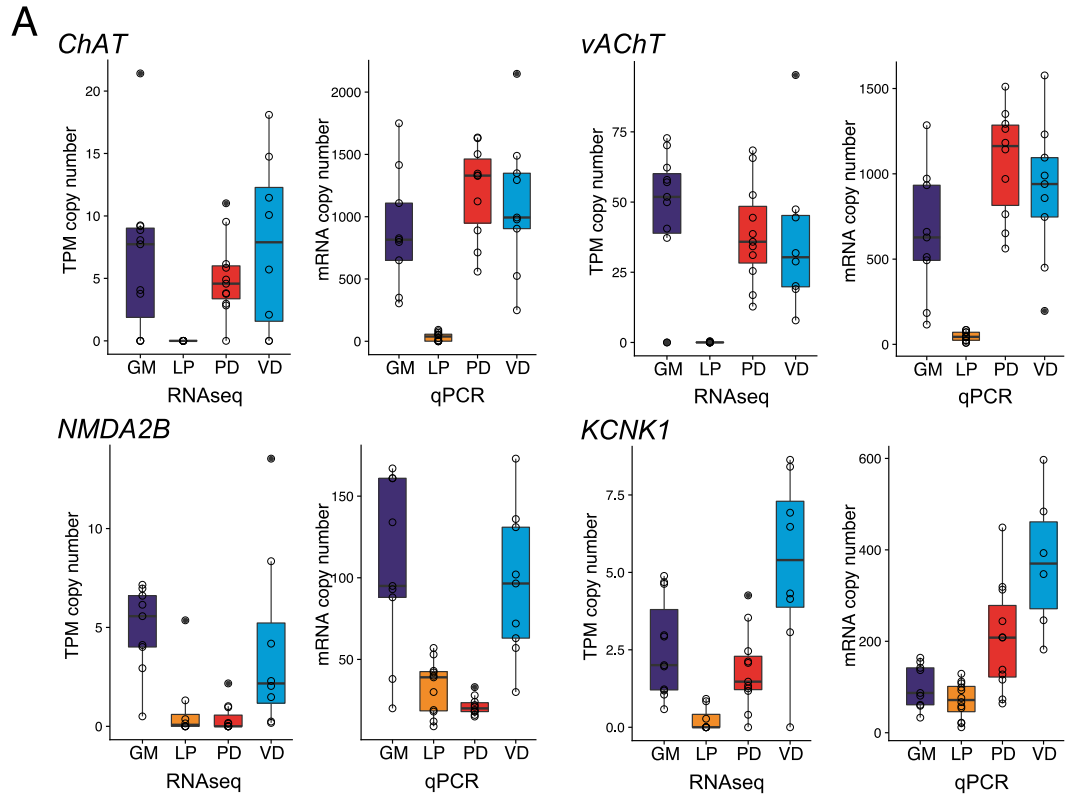 A
ChAT
vAChT
TPM copy number
20
15
10
5
0
GM LP PD VD
RNAseq
mRNA copy number
2000
1500
1000
500
0
GM LP PD VD
qPCR
TPM copy number
75
50
25
0
GM LP PD VD
RNAseq
mRNA copy number
1500
1000
500
0
GM LP PD VD
qPCR
NMDA2B
KCNK1
TPM copy number
10
5
0
GM LP PD VD
RNAseq
mRNA copy number
150
100
50
GM LP PD VD
qPCR
TPM copy number
7.5
5.0
2.5
0.0
GM LP PD VD
RNAseq
mRNA copy number
600
400
200
0
GM LP PD VD
qPCR